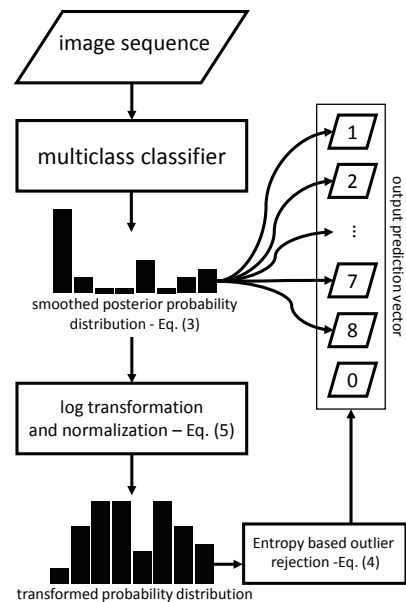 image sequence
multiclass classifier
smoothed posterior probability
distribution - Eq. (3)
1
2
...
7
8
0
output prediction
vector
log transformation
and normalization – Eq. (5)
transformed probability distribution
Entropy based outlier
rejection -Eq. (4)